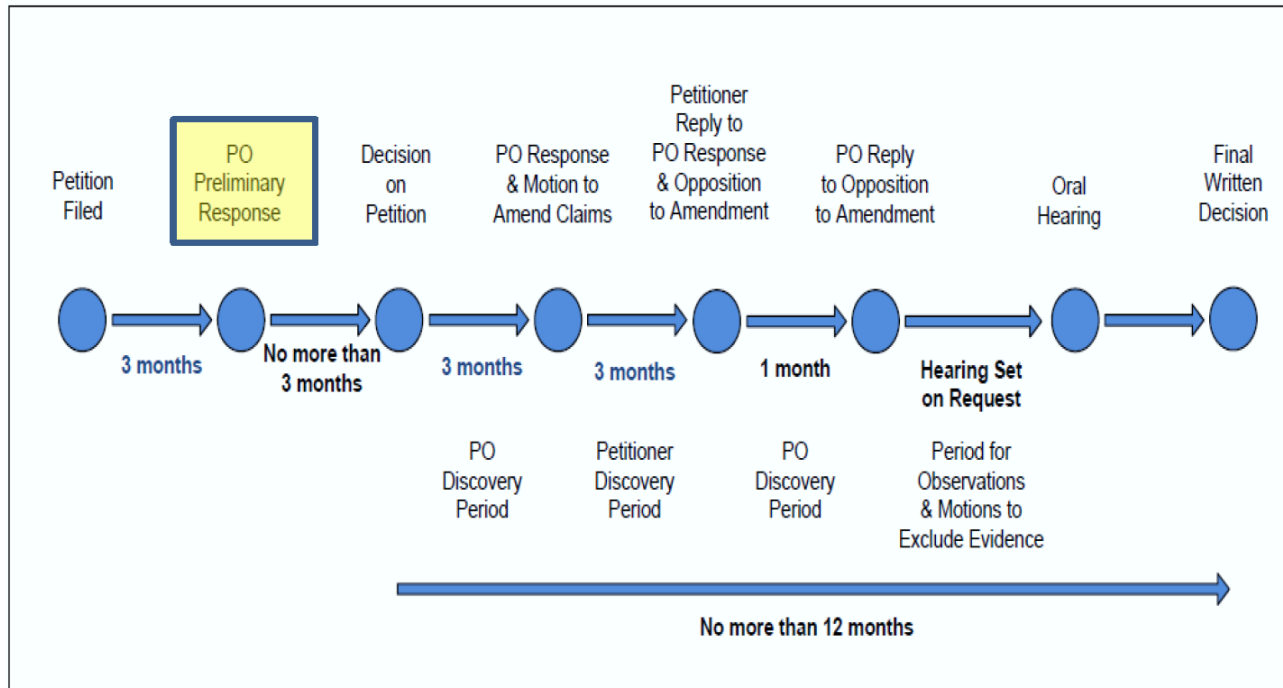 Petition
Filed
PO
Preliminary
Response
Decision
on
Petition
PO Response
& Motion to
Amend Claims
Petitioner
Reply to
PO Response
& Opposition
to Amendment
PO Reply
to Opposition
to Amendment
Oral
Hearing
Final
Written
Decision
3 months
No more than
3 months
3 months
3 months
1 month
Hearing Set
on Request
PO
Discovery
Period
Petitioner
Discovery
Period
PO
Discovery
Period
Period for
Observations
& Motions to
Exclude Evidence
No more than 12 months